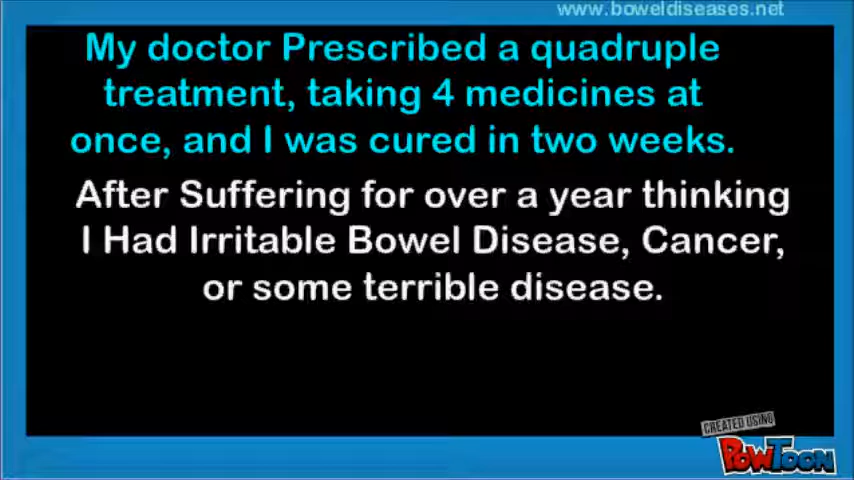 www.boweldiseases.net
My doctor Prescribed a quadruple
treatment, taking 4 medicines at
once, and I was cured in two weeks.
After Suffering for over a year thinking
I Had Irritable Bowel Disease, Cancer,
or some terrible disease.
CREATED USING
PowToon